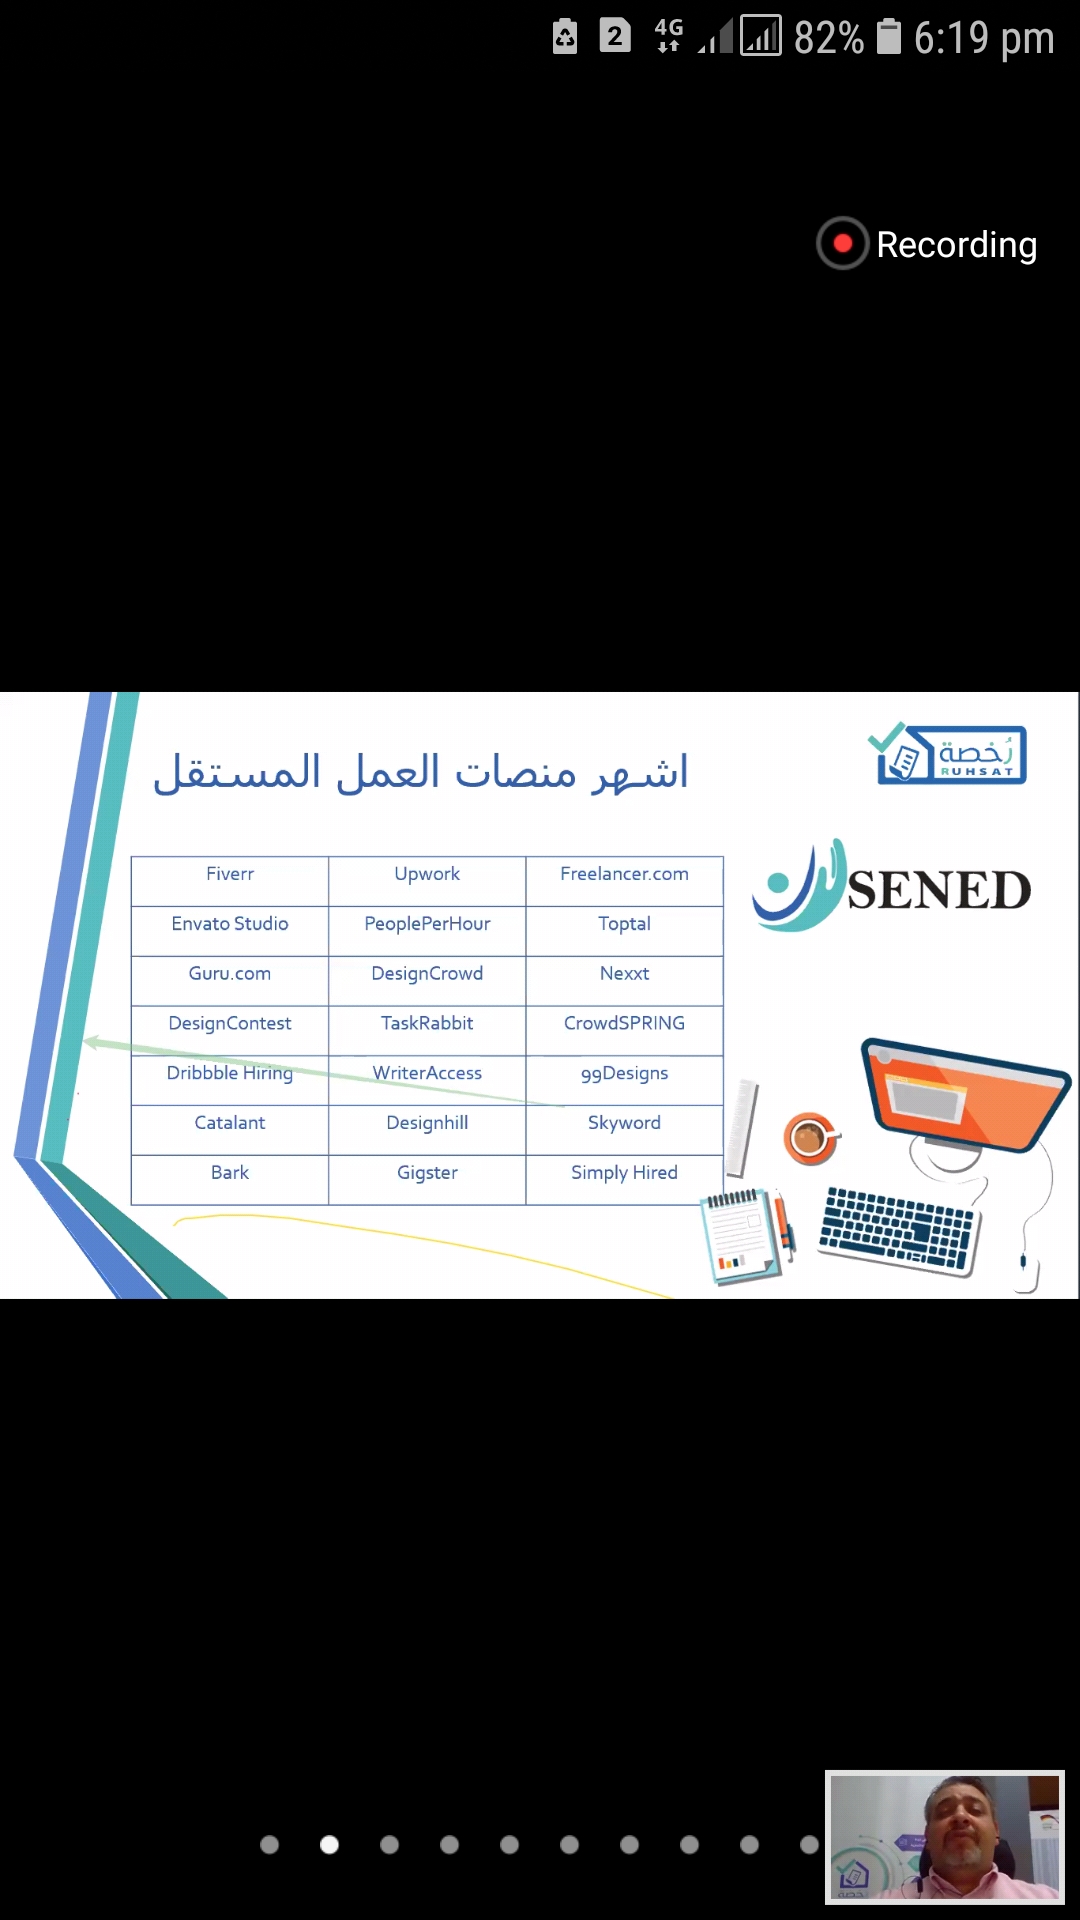 2 4G 82% 6:19 pm
Recording
اشهر منصات العمل المستقل
رُخصة
RUHSAT
SENED
Fiverr Upwork Freelancer.com
Envato Studio PeoplePerHour Toptal
Guru.com DesignCrowd Nexxt
DesignContest TaskRabbit CrowdSPRING
Dribbble Hiring WriterAccess 99Designs
Catalant Designhill Skyword
Bark Gigster Simply Hired